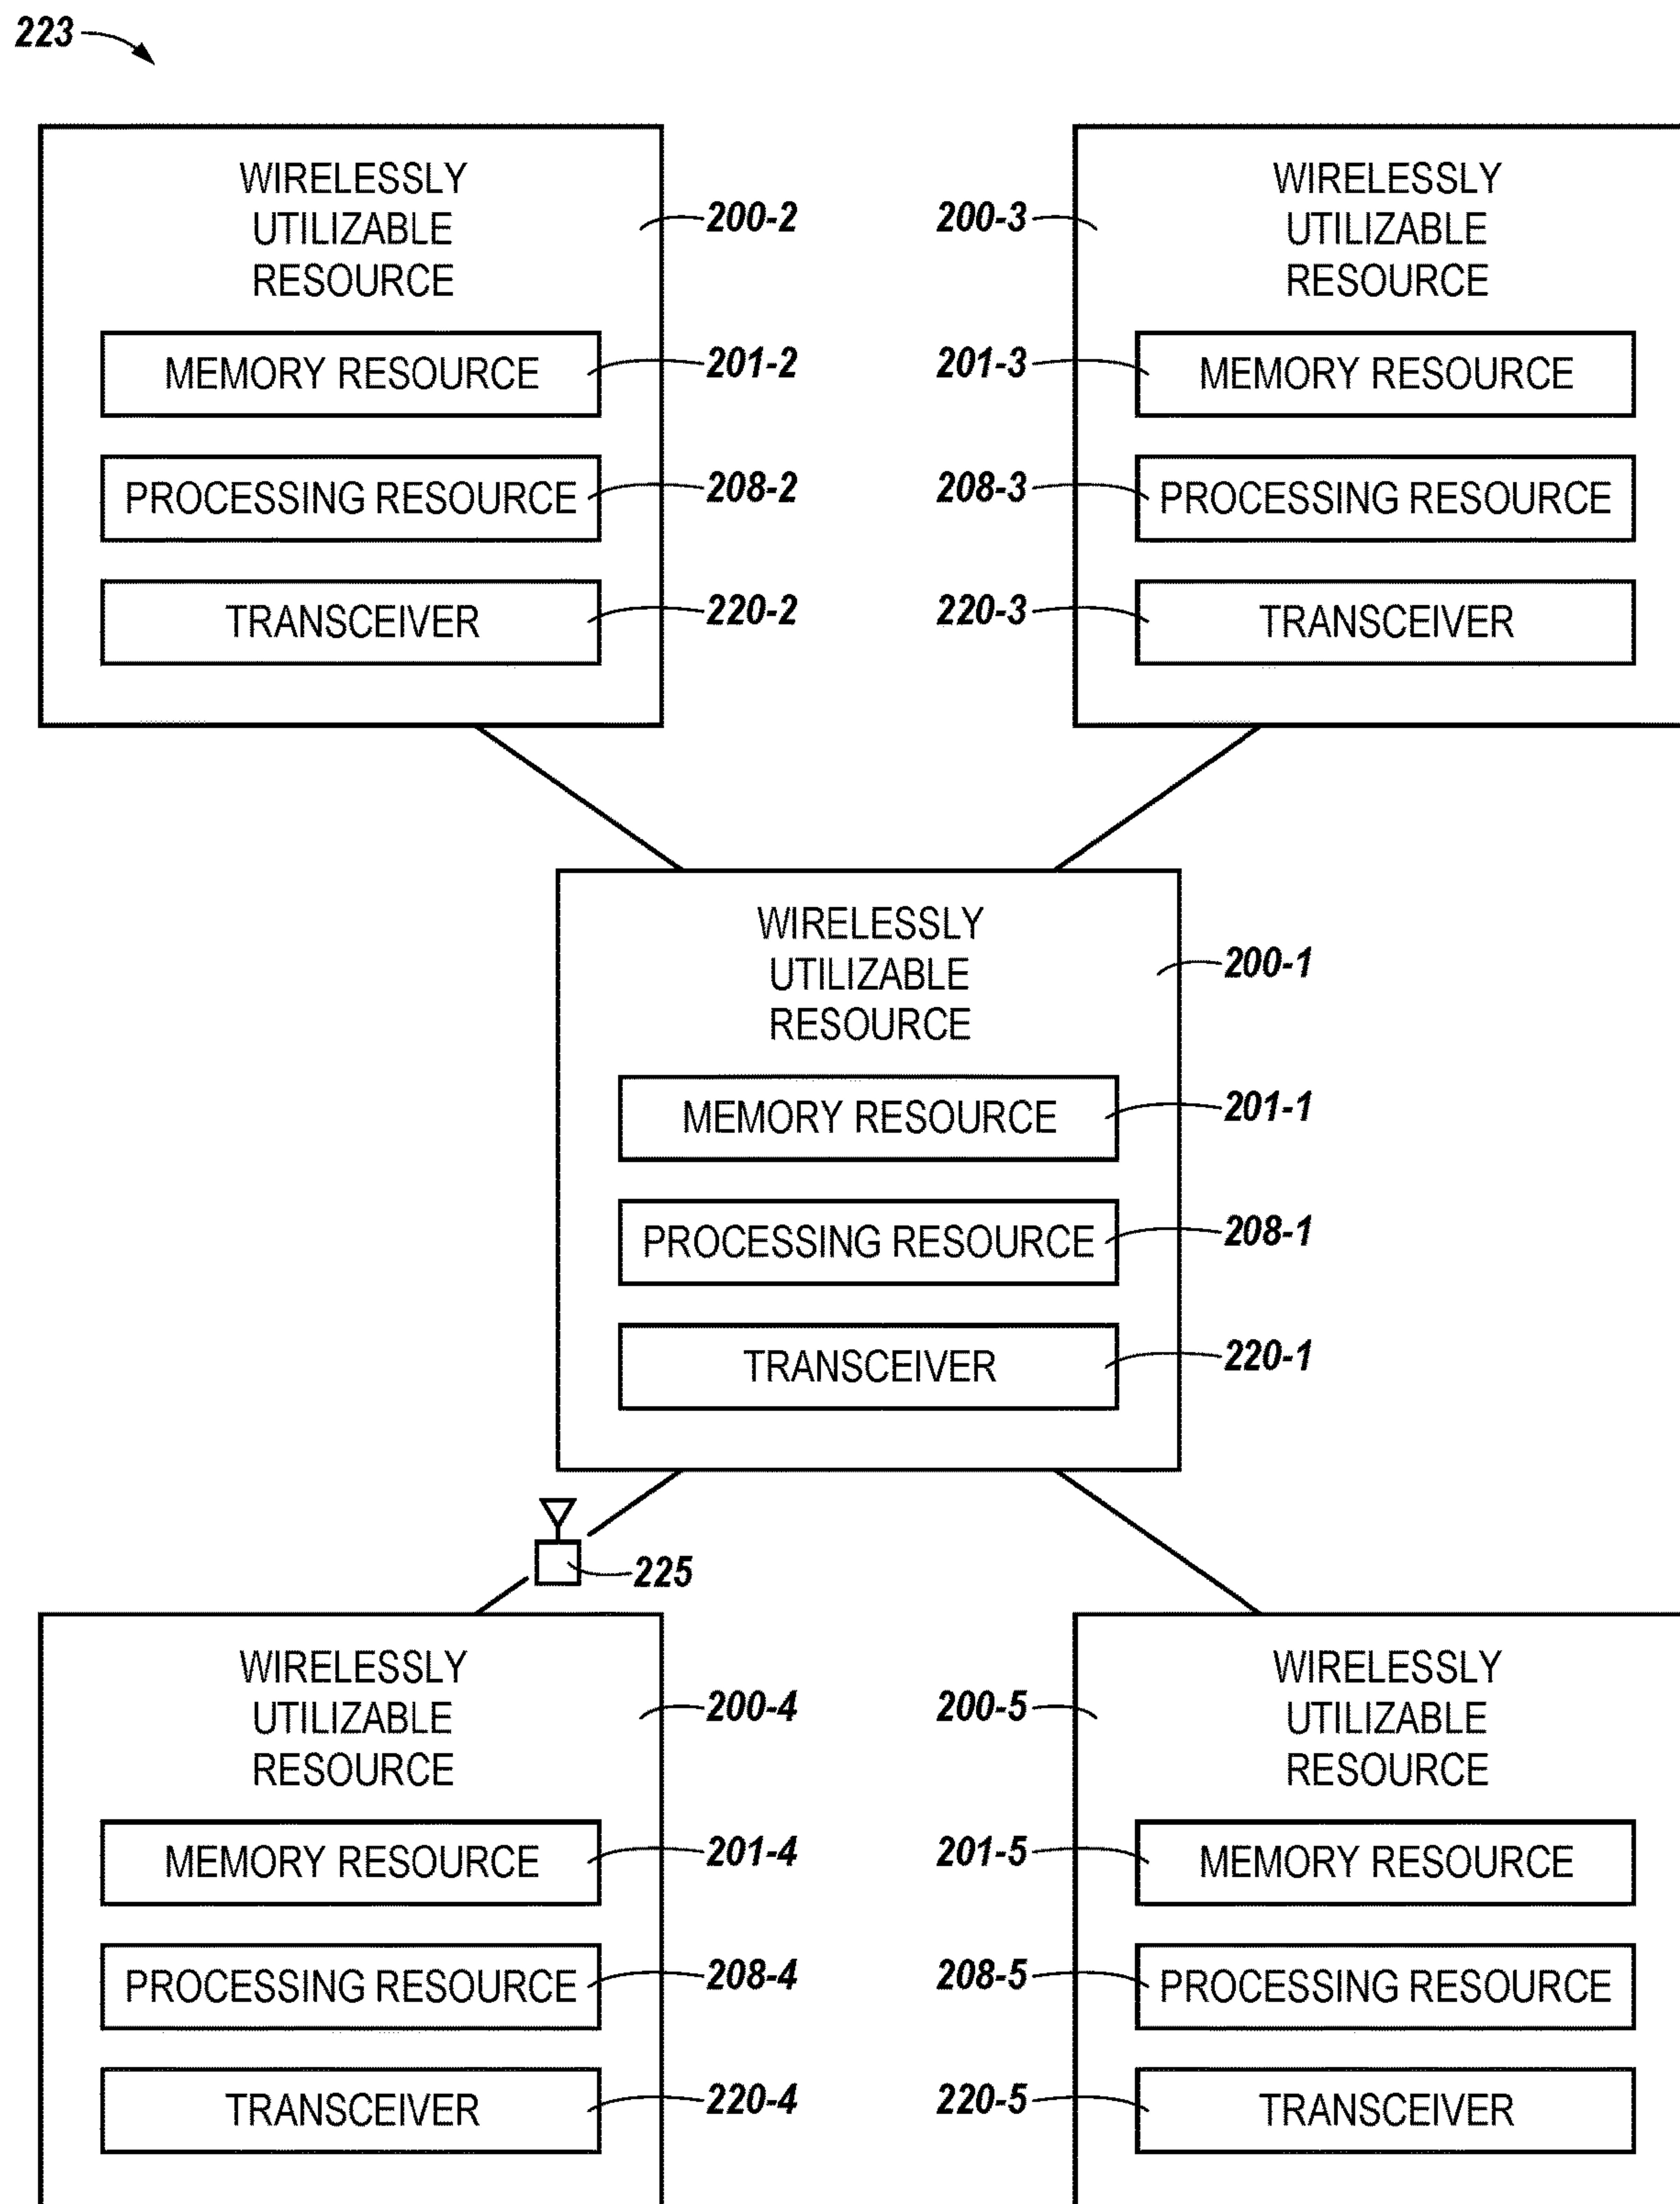 223
WIRELESSLY
UTILIZABLE
RESOURCE
200-2
MEMORY RESOURCE
201-2
PROCESSING RESOURCE
208-2
TRANSCEIVER
220-2
WIRELESSLY
UTILIZABLE
RESOURCE
200-3
MEMORY RESOURCE
201-3
PROCESSING RESOURCE
208-3
TRANSCEIVER
220-3
WIRELESSLY
UTILIZABLE
RESOURCE
200-1
MEMORY RESOURCE
201-1
PROCESSING RESOURCE
208-1
TRANSCEIVER
220-1
225
WIRELESSLY
UTILIZABLE
RESOURCE
200-4
MEMORY RESOURCE
201-4
PROCESSING RESOURCE
208-4
TRANSCEIVER
220-4
WIRELESSLY
UTILIZABLE
RESOURCE
200-5
MEMORY RESOURCE
201-5
PROCESSING RESOURCE
208-5
TRANSCEIVER
220-5